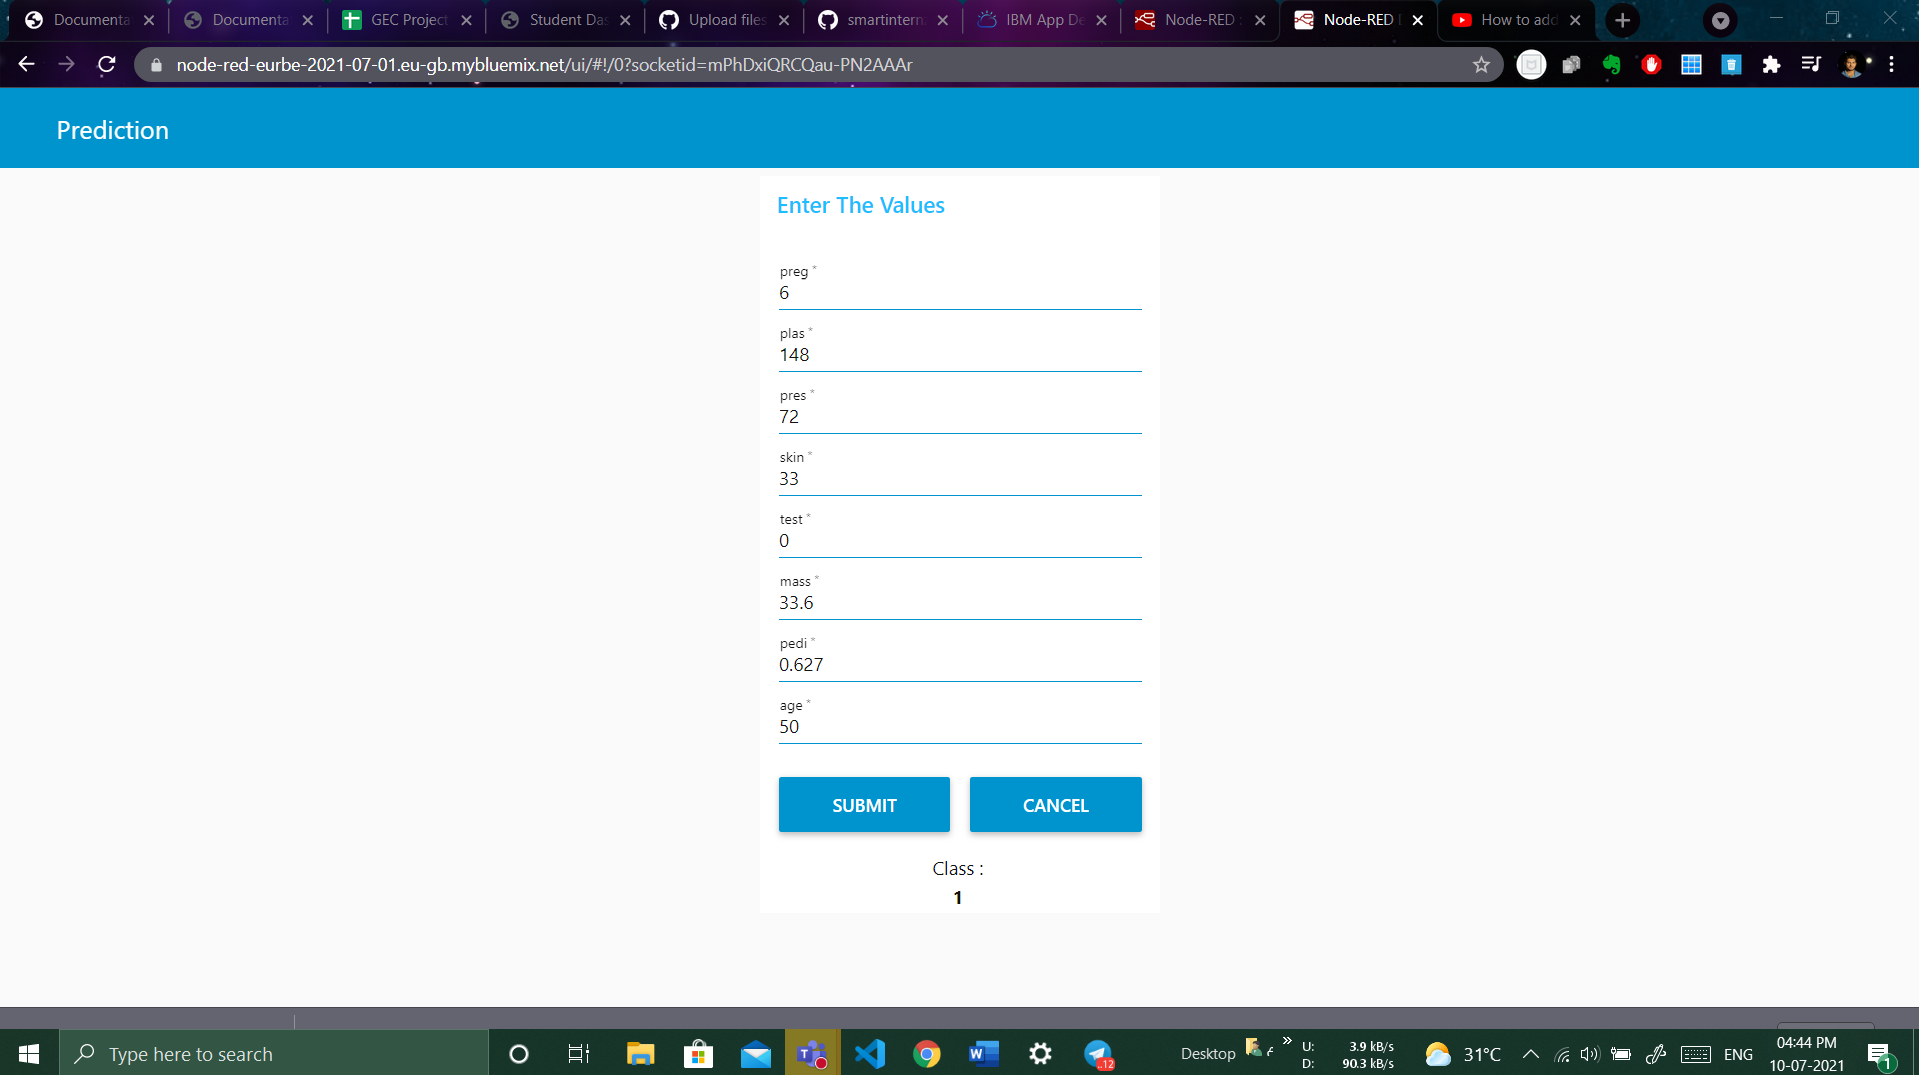 Documenta
Documenta
GEC Project
Student Das
Upload files
smartintern
IBM App De
Node-RED :
Node-RED
How to add
node-red-eurbe-2021-07-01.eu-gb.mybluemix.net/ui/#!/0?socketid=mPhDxiQRCQau-PN2AAAr
Prediction
Enter The Values
preg *
6
plas *
148
pres *
72
skin *
33
test *
0
mass *
33.6
pedi *
0.627
age *
50
SUBMIT CANCEL
Class :
1
Type here to search
Desktop
U: 3.9 kB/s
D: 90.3 kB/s
31°C
ENG
04:44 PM
10-07-2021
1
..12